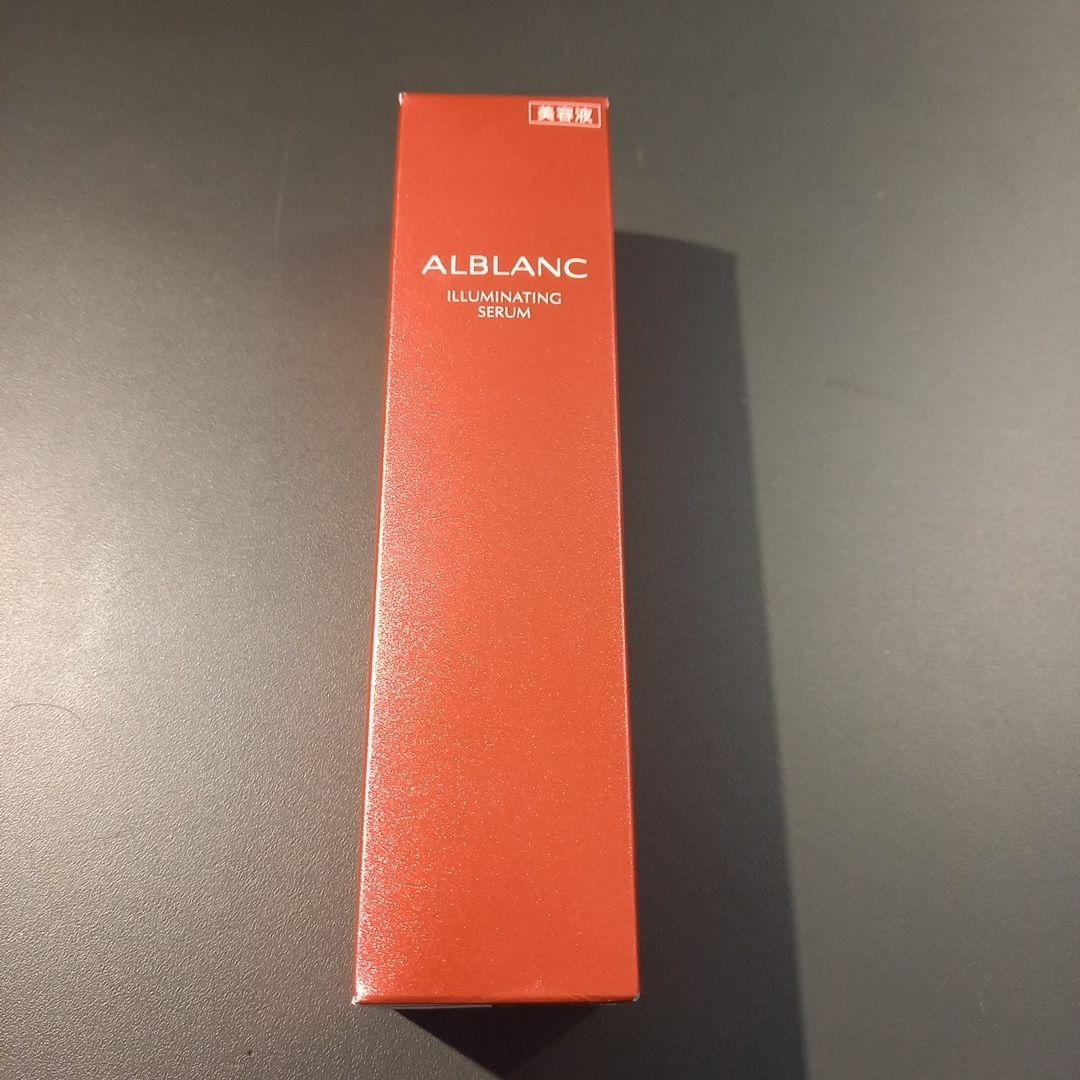 美容液
ALBLANC
ILLUMINATING
SERUM